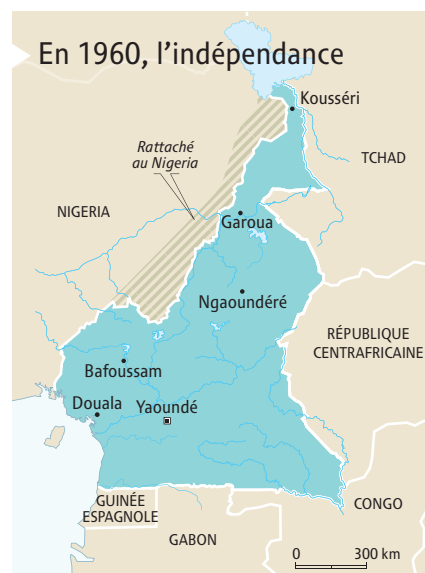 En 1960, l’indépendance
Kousséri
Rattaché
au Nigeria
TCHAD
NIGERIA
Garoua
Ngaoundéré
RÉPUBLIQUE
CENTRAFRICAINE
Bafoussam
Douala
Yaoundé
GUINÉE
ESPAGNOLE
CONGO
GABON
0 300 km